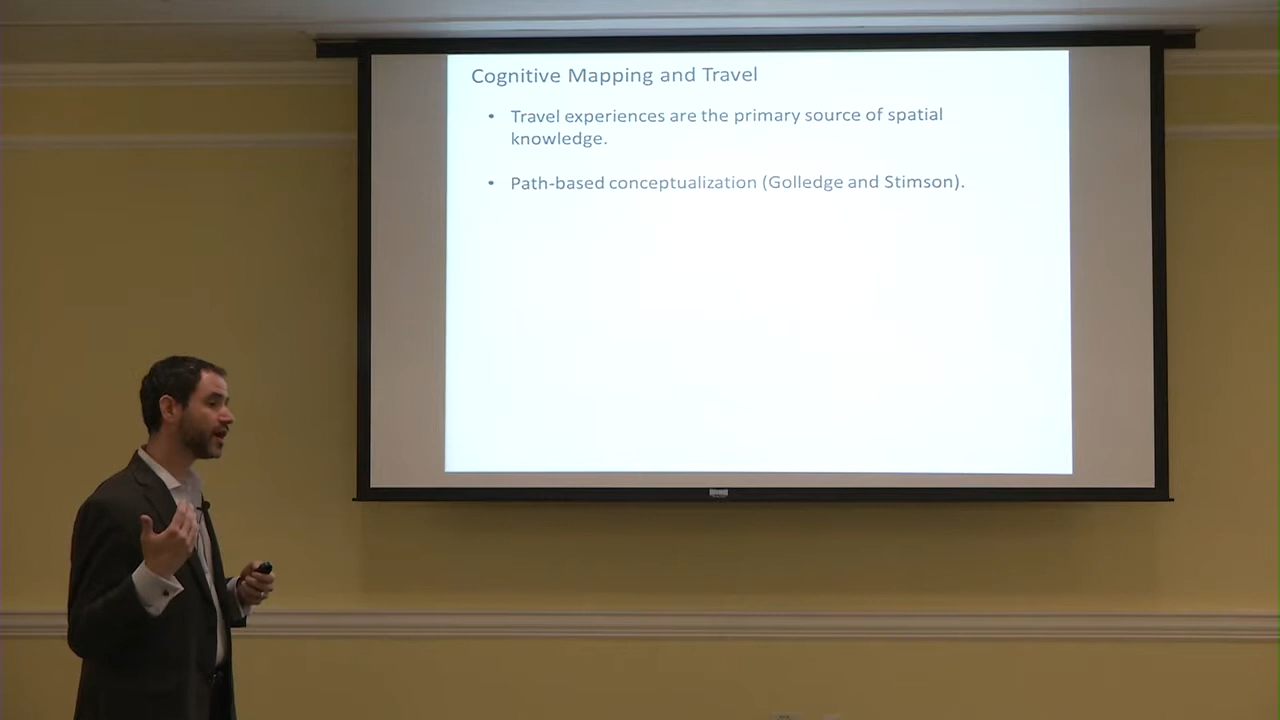 Cognitive Mapping and Travel
• Travel experiences are the primary source of spatial
knowledge.
• Path-based conceptualization (Golledge and Stimson).